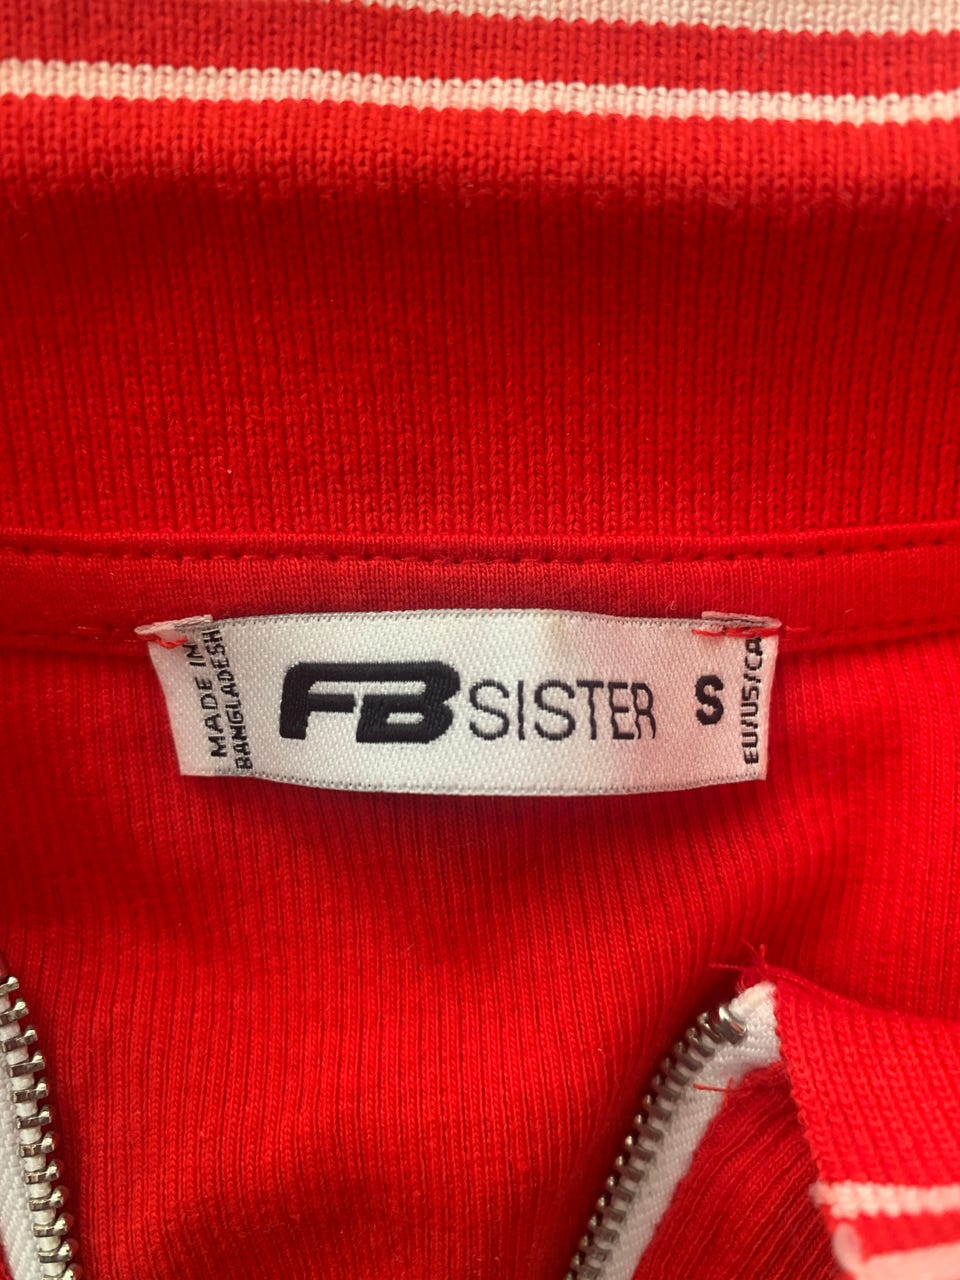 MADE IN
BANGLADESH
FB SISTER
S
EU/US/CA